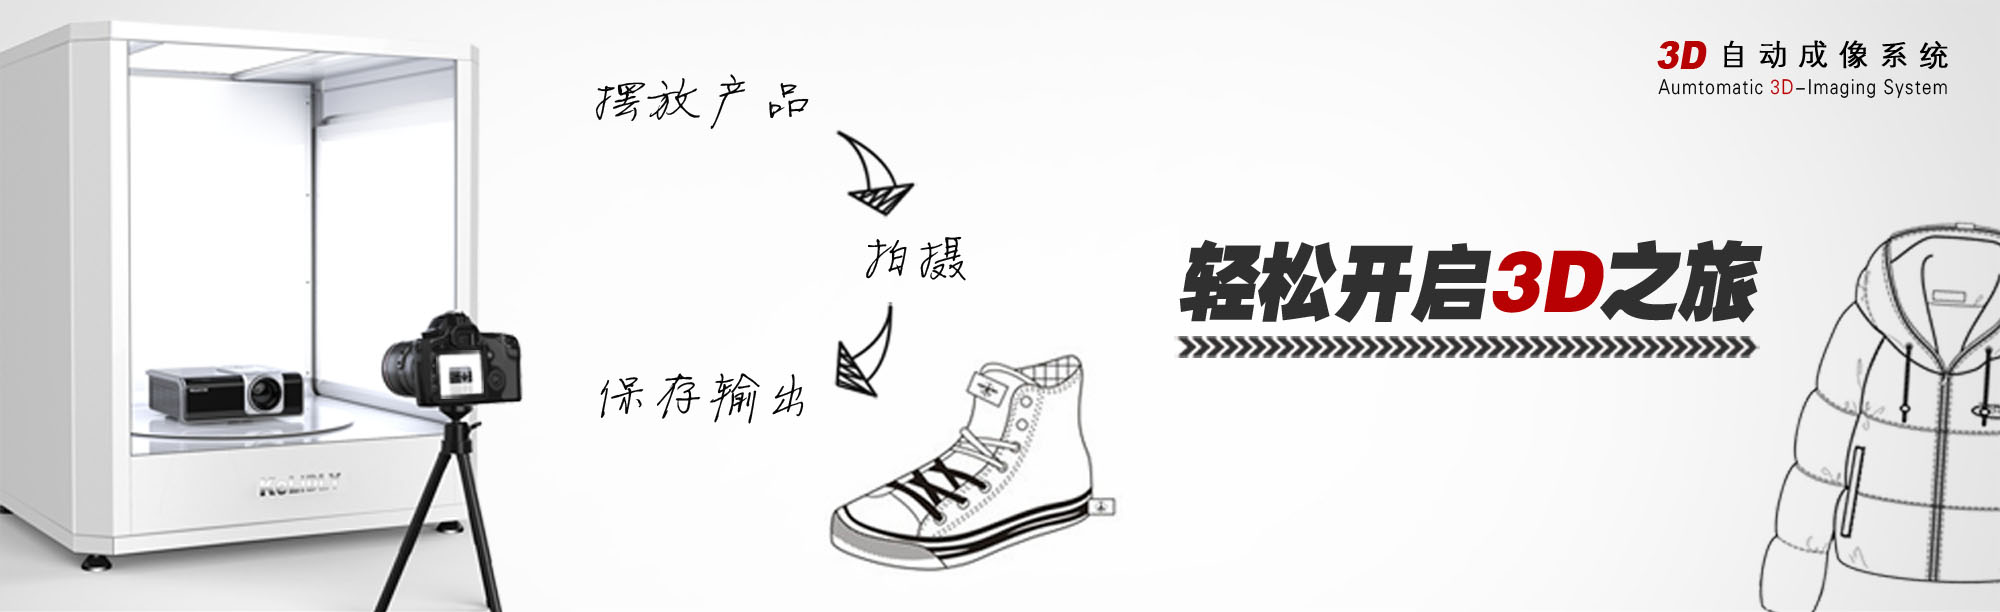 3D 自动成像系统
Aumtomatic 3D-Imaging System
摆放产品
拍摄
保存输出
轻松开启3D之旅
KeLIDLY